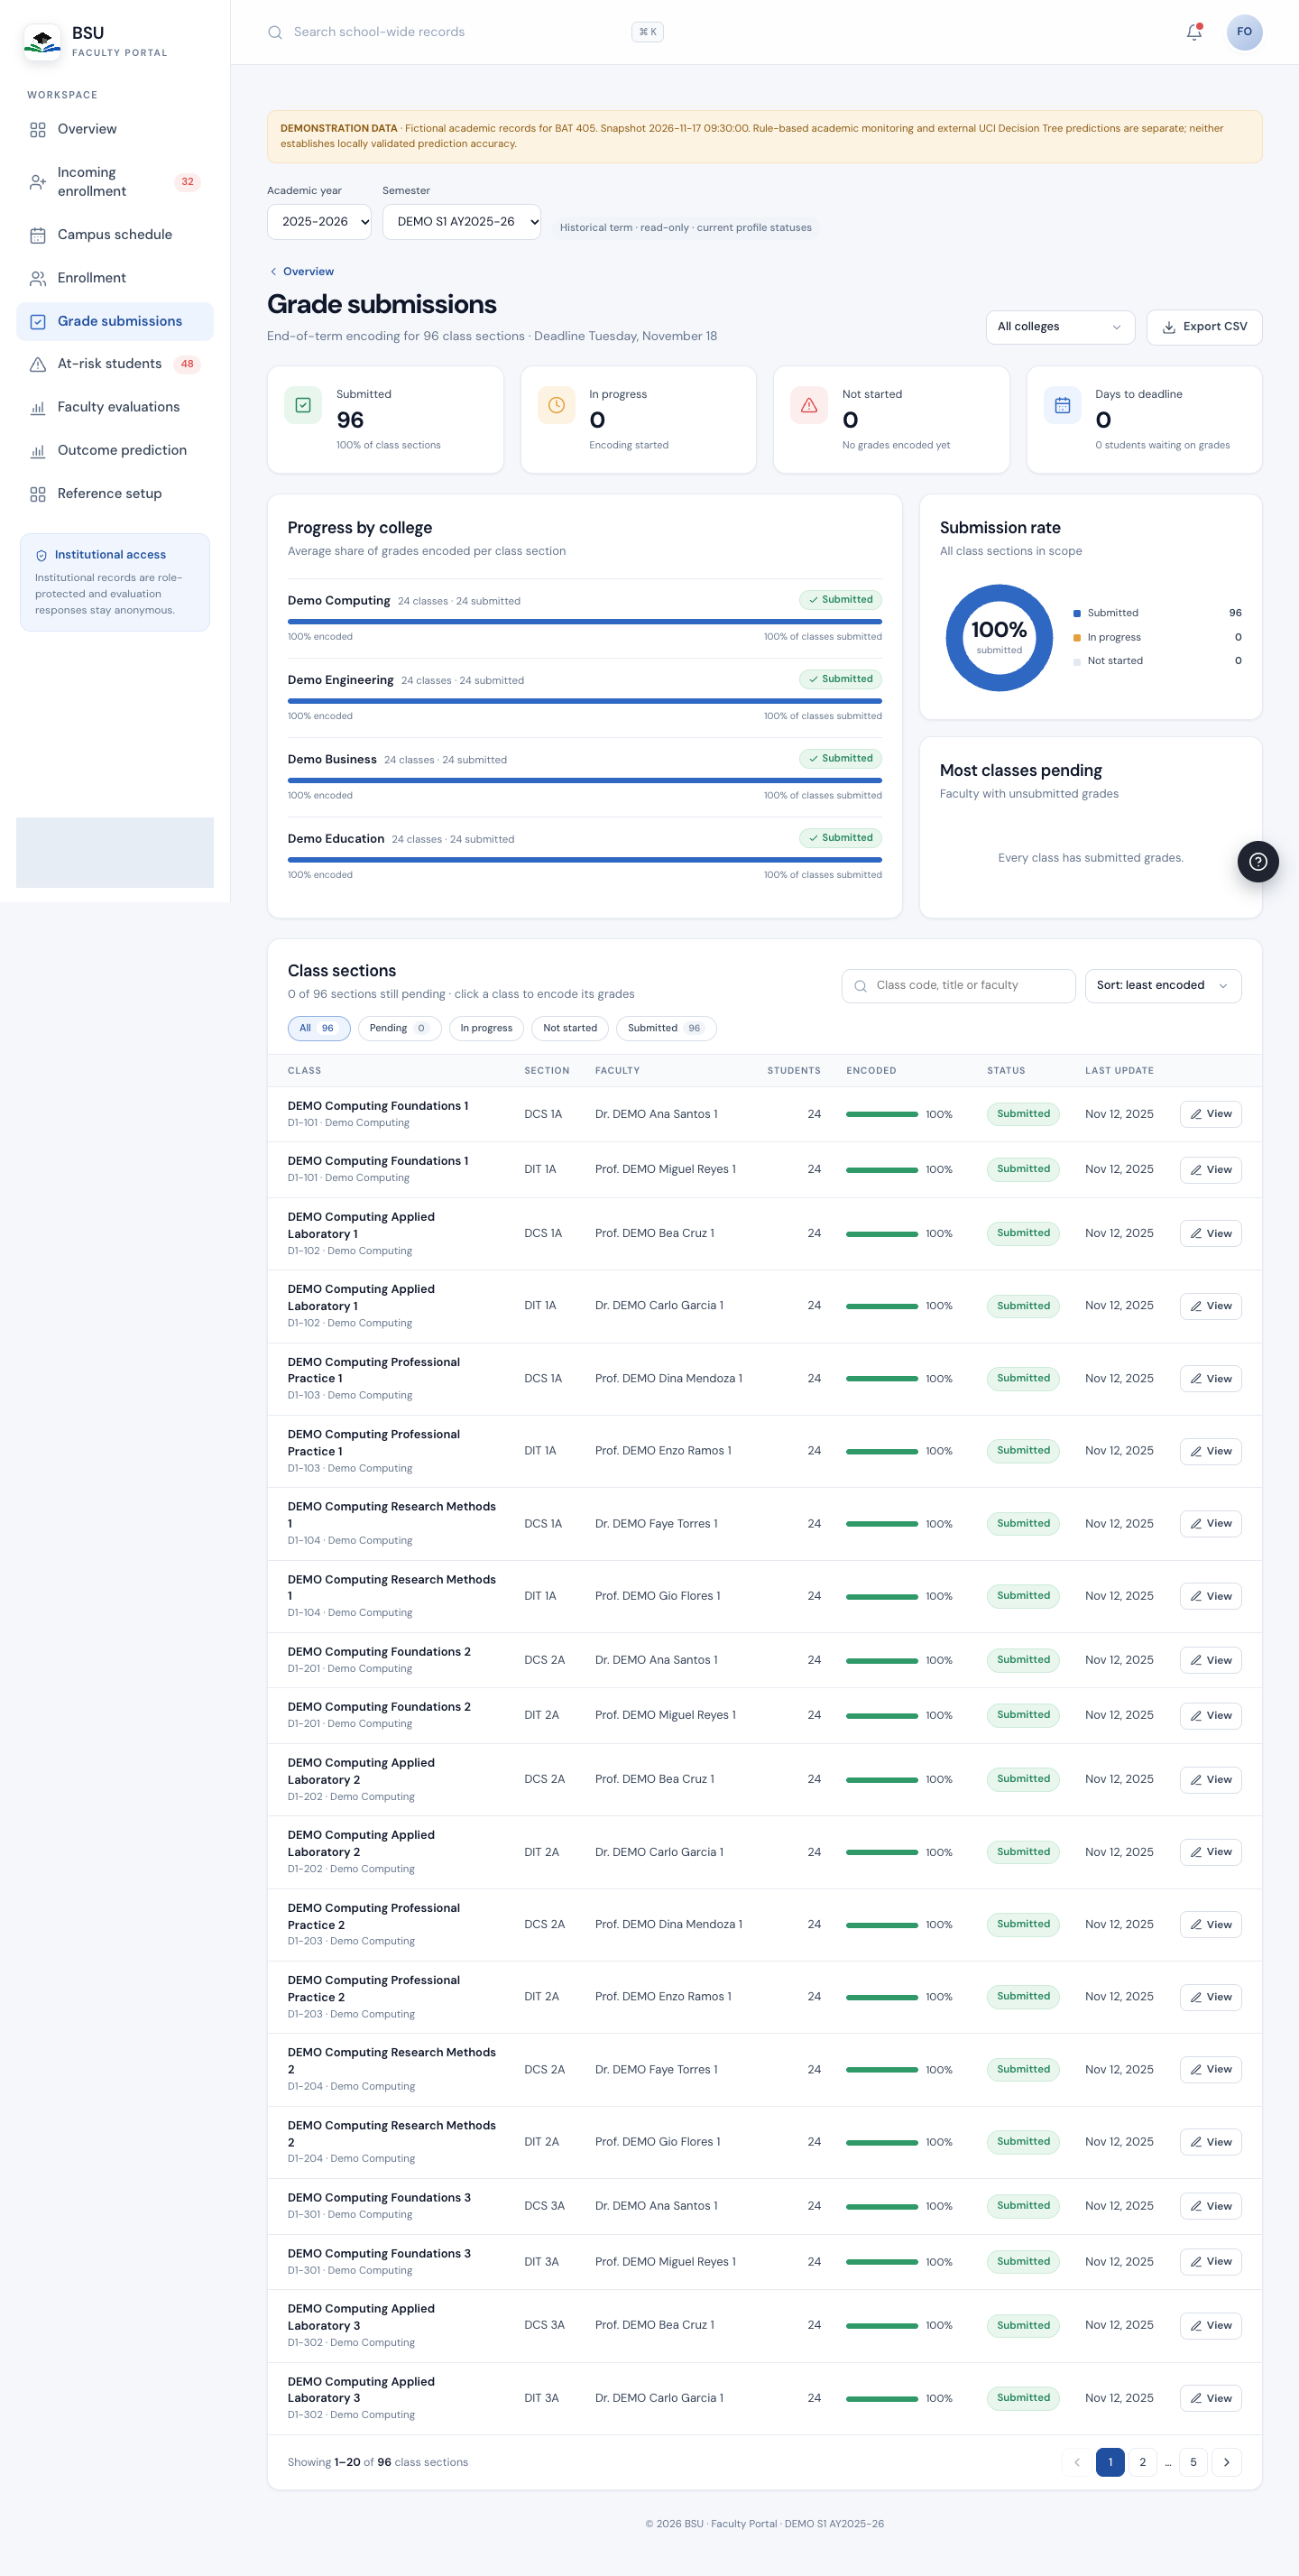 BSU
FACULTY PORTAL
WORKSPACE
Overview
Incoming
enrollment
32
Campus schedule
Enrollment
Grade submissions
At-risk students
48
Faculty evaluations
Outcome prediction
Reference setup
Institutional access
Institutional records are role-
protected and evaluation
responses stay anonymous.
Search school-wide records
⌘ K
FO
DEMONSTRATION DATA · Fictional academic records for BAT 405. Snapshot 2026-11-17 09:30:00. Rule-based academic monitoring and external UCI Decision Tree predictions are separate; neither
establishes locally validated prediction accuracy.
Academic year
Semester
2025-2026
DEMO S1 AY2025-26
Historical term · read-only · current profile statuses
Overview
Grade submissions
End-of-term encoding for 96 class sections · Deadline Tuesday, November 18
All colleges
Export CSV
Submitted
96
100% of class sections
In progress
0
Encoding started
Not started
0
No grades encoded yet
Days to deadline
0
0 students waiting on grades
Progress by college
Average share of grades encoded per class section
Demo Computing 24 classes · 24 submitted Submitted
100% encoded 100% of classes submitted
Demo Engineering 24 classes · 24 submitted Submitted
100% encoded 100% of classes submitted
Demo Business 24 classes · 24 submitted Submitted
100% encoded 100% of classes submitted
Demo Education 24 classes · 24 submitted Submitted
100% encoded 100% of classes submitted
Submission rate
All class sections in scope
100%
submitted
Submitted 96
In progress 0
Not started 0
Most classes pending
Faculty with unsubmitted grades
Every class has submitted grades.
Class sections
0 of 96 sections still pending · click a class to encode its grades
Class code, title or faculty
Sort: least encoded
All 96 Pending 0 In progress Not started Submitted 96
CLASS SECTION FACULTY STUDENTS ENCODED STATUS LAST UPDATE
DEMO Computing Foundations 1
D1-101 · Demo Computing
DCS 1A Dr. DEMO Ana Santos 1 24 100% Submitted Nov 12, 2025 View
DEMO Computing Foundations 1
D1-101 · Demo Computing
DIT 1A Prof. DEMO Miguel Reyes 1 24 100% Submitted Nov 12, 2025 View
DEMO Computing Applied
Laboratory 1
D1-102 · Demo Computing
DCS 1A Prof. DEMO Bea Cruz 1 24 100% Submitted Nov 12, 2025 View
DEMO Computing Applied
Laboratory 1
D1-102 · Demo Computing
DIT 1A Dr. DEMO Carlo Garcia 1 24 100% Submitted Nov 12, 2025 View
DEMO Computing Professional
Practice 1
D1-103 · Demo Computing
DCS 1A Prof. DEMO Dina Mendoza 1 24 100% Submitted Nov 12, 2025 View
DEMO Computing Professional
Practice 1
D1-103 · Demo Computing
DIT 1A Prof. DEMO Enzo Ramos 1 24 100% Submitted Nov 12, 2025 View
DEMO Computing Research Methods
1
D1-104 · Demo Computing
DCS 1A Dr. DEMO Faye Torres 1 24 100% Submitted Nov 12, 2025 View
DEMO Computing Research Methods
1
D1-104 · Demo Computing
DIT 1A Prof. DEMO Gio Flores 1 24 100% Submitted Nov 12, 2025 View
DEMO Computing Foundations 2
D1-201 · Demo Computing
DCS 2A Dr. DEMO Ana Santos 1 24 100% Submitted Nov 12, 2025 View
DEMO Computing Foundations 2
D1-201 · Demo Computing
DIT 2A Prof. DEMO Miguel Reyes 1 24 100% Submitted Nov 12, 2025 View
DEMO Computing Applied
Laboratory 2
D1-202 · Demo Computing
DCS 2A Prof. DEMO Bea Cruz 1 24 100% Submitted Nov 12, 2025 View
DEMO Computing Applied
Laboratory 2
D1-202 · Demo Computing
DIT 2A Dr. DEMO Carlo Garcia 1 24 100% Submitted Nov 12, 2025 View
DEMO Computing Professional
Practice 2
D1-203 · Demo Computing
DCS 2A Prof. DEMO Dina Mendoza 1 24 100% Submitted Nov 12, 2025 View
DEMO Computing Professional
Practice 2
D1-203 · Demo Computing
DIT 2A Prof. DEMO Enzo Ramos 1 24 100% Submitted Nov 12, 2025 View
DEMO Computing Research Methods
2
D1-204 · Demo Computing
DCS 2A Dr. DEMO Faye Torres 1 24 100% Submitted Nov 12, 2025 View
DEMO Computing Research Methods
2
D1-204 · Demo Computing
DIT 2A Prof. DEMO Gio Flores 1 24 100% Submitted Nov 12, 2025 View
DEMO Computing Foundations 3
D1-301 · Demo Computing
DCS 3A Dr. DEMO Ana Santos 1 24 100% Submitted Nov 12, 2025 View
DEMO Computing Foundations 3
D1-301 · Demo Computing
DIT 3A Prof. DEMO Miguel Reyes 1 24 100% Submitted Nov 12, 2025 View
DEMO Computing Applied
Laboratory 3
D1-302 · Demo Computing
DCS 3A Prof. DEMO Bea Cruz 1 24 100% Submitted Nov 12, 2025 View
DEMO Computing Applied
Laboratory 3
D1-302 · Demo Computing
DIT 3A Dr. DEMO Carlo Garcia 1 24 100% Submitted Nov 12, 2025 View
Showing 1–20 of 96 class sections
1 2 … 5
© 2026 BSU · Faculty Portal · DEMO S1 AY2025-26